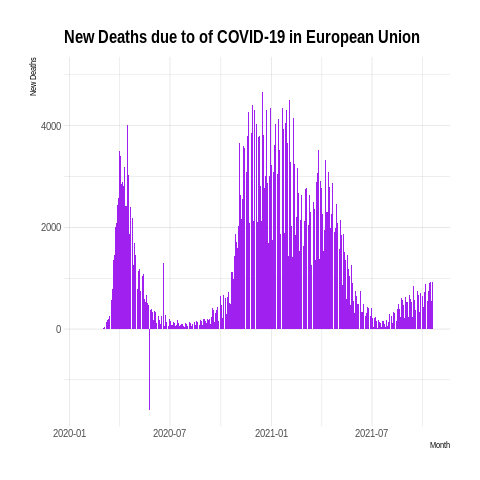 New Deaths due to of COVID-19 in European Union
New Deaths
4000
2000
0
2020-01
2020-07
2021-01
2021-07
Month